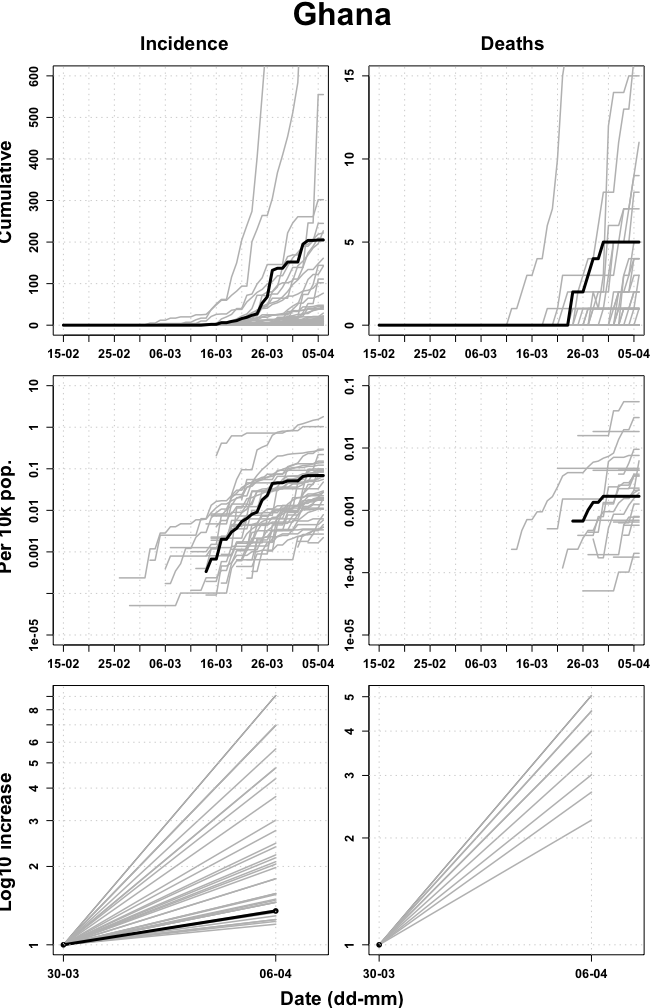 Ghana
Incidence
Deaths
Cumulative
600
500
400
300
200
100
0
15-02 25-02 06-03 16-03 26-03 05-04
15
10
5
0
15-02 25-02 06-03 16-03 26-03 05-04
Per 10k pop.
10
1
0.1
0.01
0.001
1e-05
15-02 25-02 06-03 16-03 26-03 05-04
0.1
0.01
0.001
1e-04
1e-05
15-02 25-02 06-03 16-03 26-03 05-04
Log10 increase
8
6
5
4
3
2
1
30-03 06-04
5
4
3
2
1
30-03 06-04
Date (dd-mm)